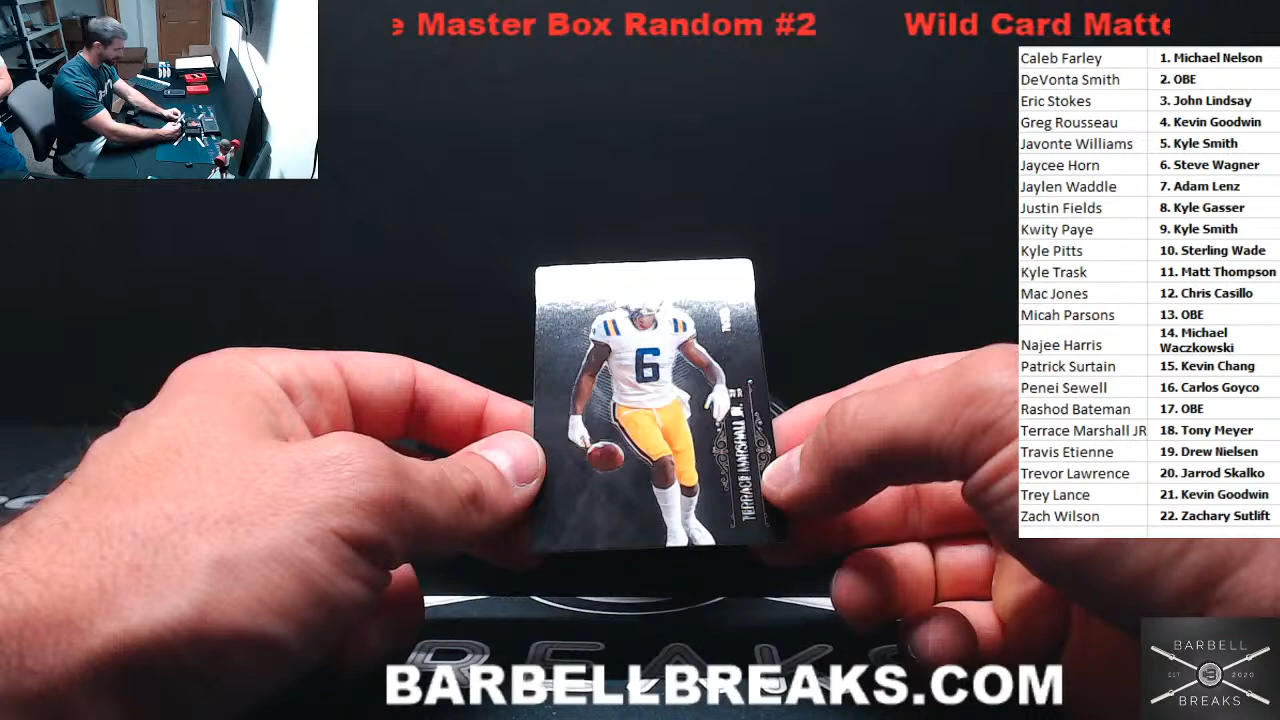 e Master Box Random #2 Wild Card Matte
Caleb Farley 1. Michael Nelson
DeVonta Smith 2. OBE
Eric Stokes 3. John Lindsay
Greg Rousseau 4. Kevin Goodwin
Javonte Williams 5. Kyle Smith
Jaycee Horn 6. Steve Wagner
Jaylen Waddle 7. Adam Lenz
Justin Fields 8. Kyle Gasser
Kwity Paye 9. Kyle Smith
Kyle Pitts 10. Sterling Wade
Kyle Trask 11. Matt Thompson
Mac Jones 12. Chris Casillo
Micah Parsons 13. OBE
Najee Harris 14. Michael Waczkowski
Patrick Surtain 15. Kevin Chang
Penei Sewell 16. Carlos Goyco
Rashod Bateman 17. OBE
Terrace Marshall JR 18. Tony Meyer
Travis Etienne 19. Drew Nielsen
Trevor Lawrence 20. Jarrod Skalko
Trey Lance 21. Kevin Goodwin
Zach Wilson 22. Zachary Sutlift
6
TERRACE MARSHALL JR.
BREAKS
BARBELLBREAKS.COM
BARBELL
EST 2020
BREAKS